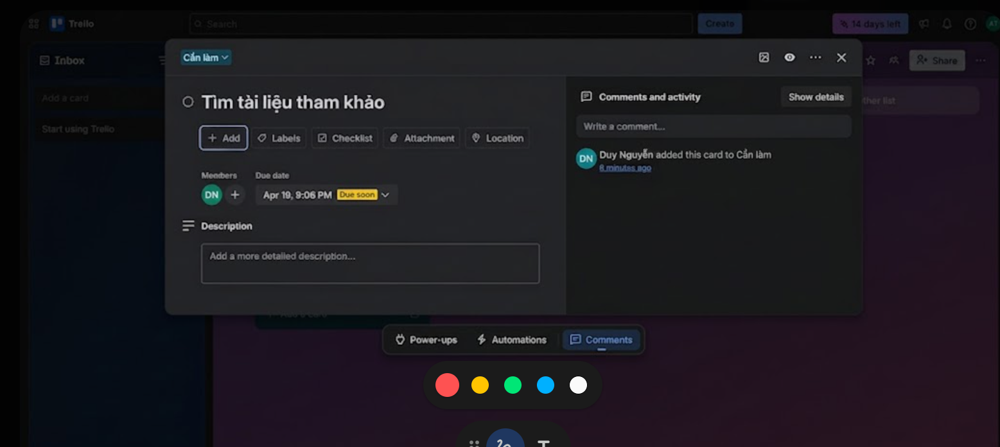 Trello
Search
Create
14 days left
AT
Inbox
Share
Add a card
Start using Trello
ther list
Cần làm
Tìm tài liệu tham khảo
+ Add
Labels
Checklist
Attachment
Location
Members
Due date
DN
+
Apr 19, 9:06 PM
Due soon
Description
Add a more detailed description...
Comments and activity
Show details
Write a comment...
DN
Duy Nguyễn added this card to Cần làm
6 minutes ago
Add a card
Power-ups
Automations
Comments